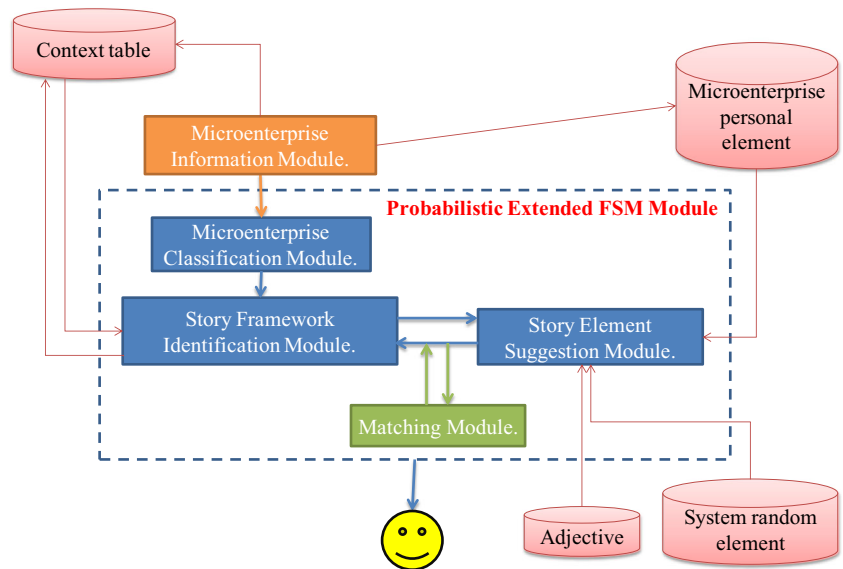 Context table
Microenterprise
personal
element
Microenterprise
Information Module.
Probabilistic Extended FSM Module
Microenterprise
Classification Module.
Story Framework
Identification Module.
Story Element
Suggestion Module.
Matching Module.
Adjective
System random
element